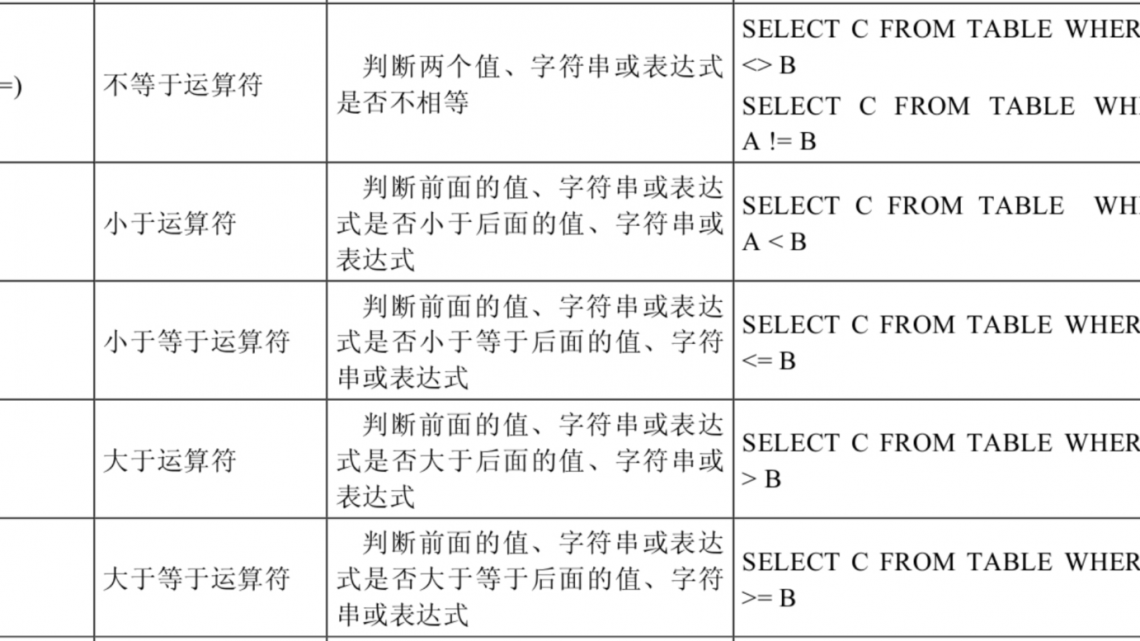 =)
不等于运算符
判断两个值、字符串或表达式
是否不相等
SELECT C FROM TABLE WHER
<> B
SELECT C FROM TABLE WH
A != B
小于运算符
判断前面的值、字符串或表达
式是否小于后面的值、字符串或
表达式
SELECT C FROM TABLE WH
A < B
小于等于运算符
判断前面的值、字符串或表达
式是否小于等于后面的值、字符
串或表达式
SELECT C FROM TABLE WHER
<= B
大于运算符
判断前面的值、字符串或表达
式是否大于后面的值、字符串或
表达式
SELECT C FROM TABLE WHER
> B
大于等于运算符
判断前面的值、字符串或表达
式是否大于等于后面的值、字符
串或表达式
SELECT C FROM TABLE WHER
>= B